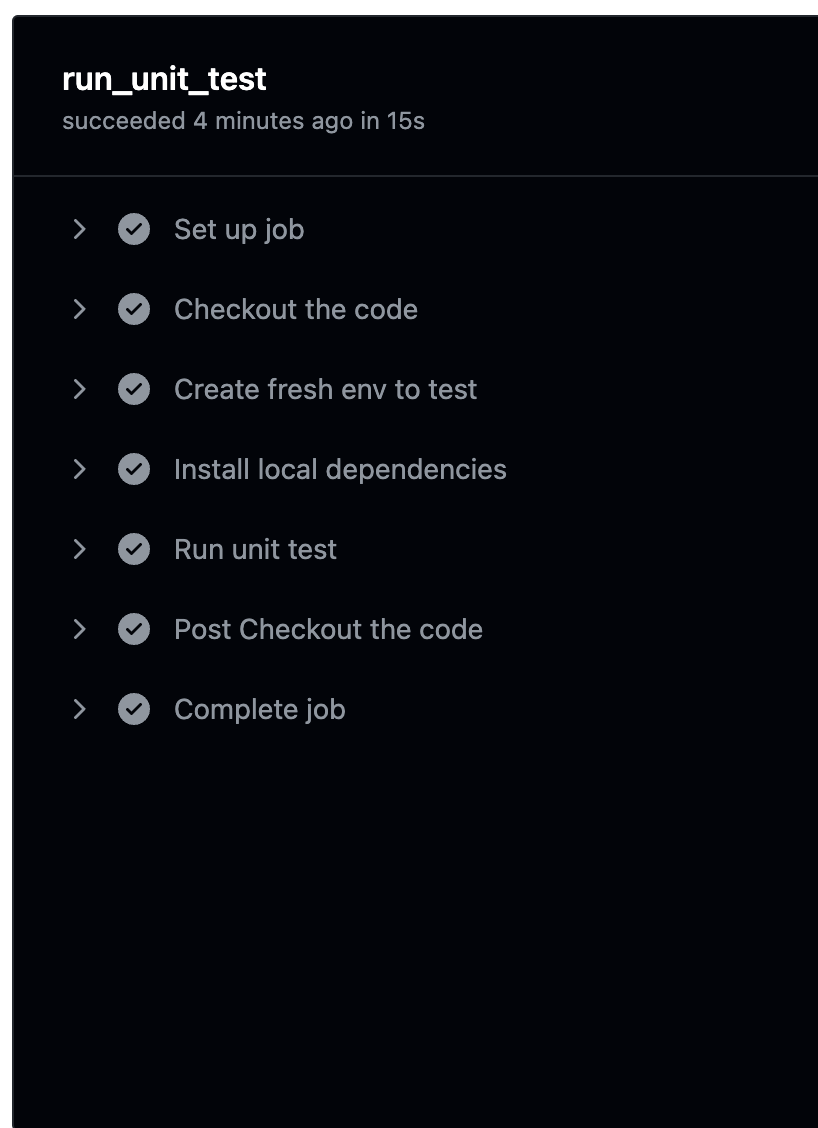 run_unit_test
succeeded 4 minutes ago in 15s
Set up job
Checkout the code
Create fresh env to test
Install local dependencies
Run unit test
Post Checkout the code
Complete job